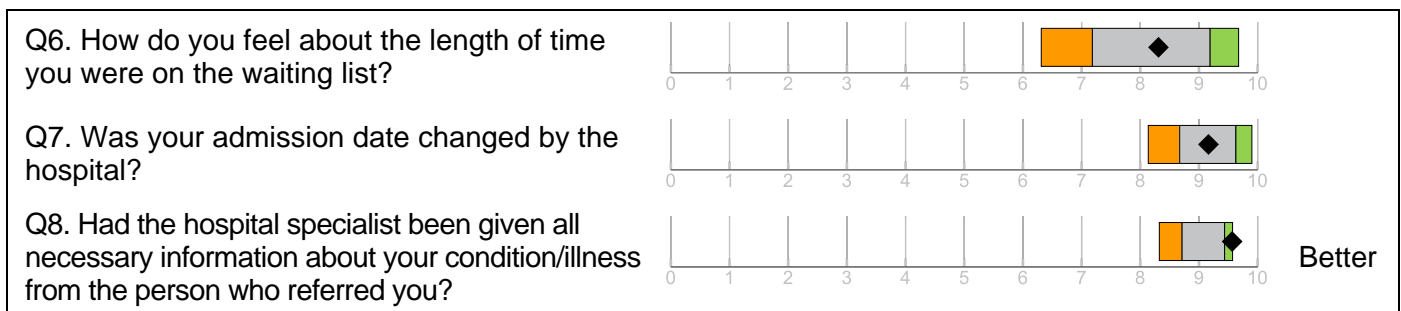 Q6. How do you feel about the length of time
you were on the waiting list?
0 1 2 3 4 5 6 7 8 9 10
Q7. Was your admission date changed by the
hospital?
0 1 2 3 4 5 6 7 8 9 10
Q8. Had the hospital specialist been given all
necessary information about your condition/illness
from the person who referred you?
0 1 2 3 4 5 6 7 8 9 10
Better